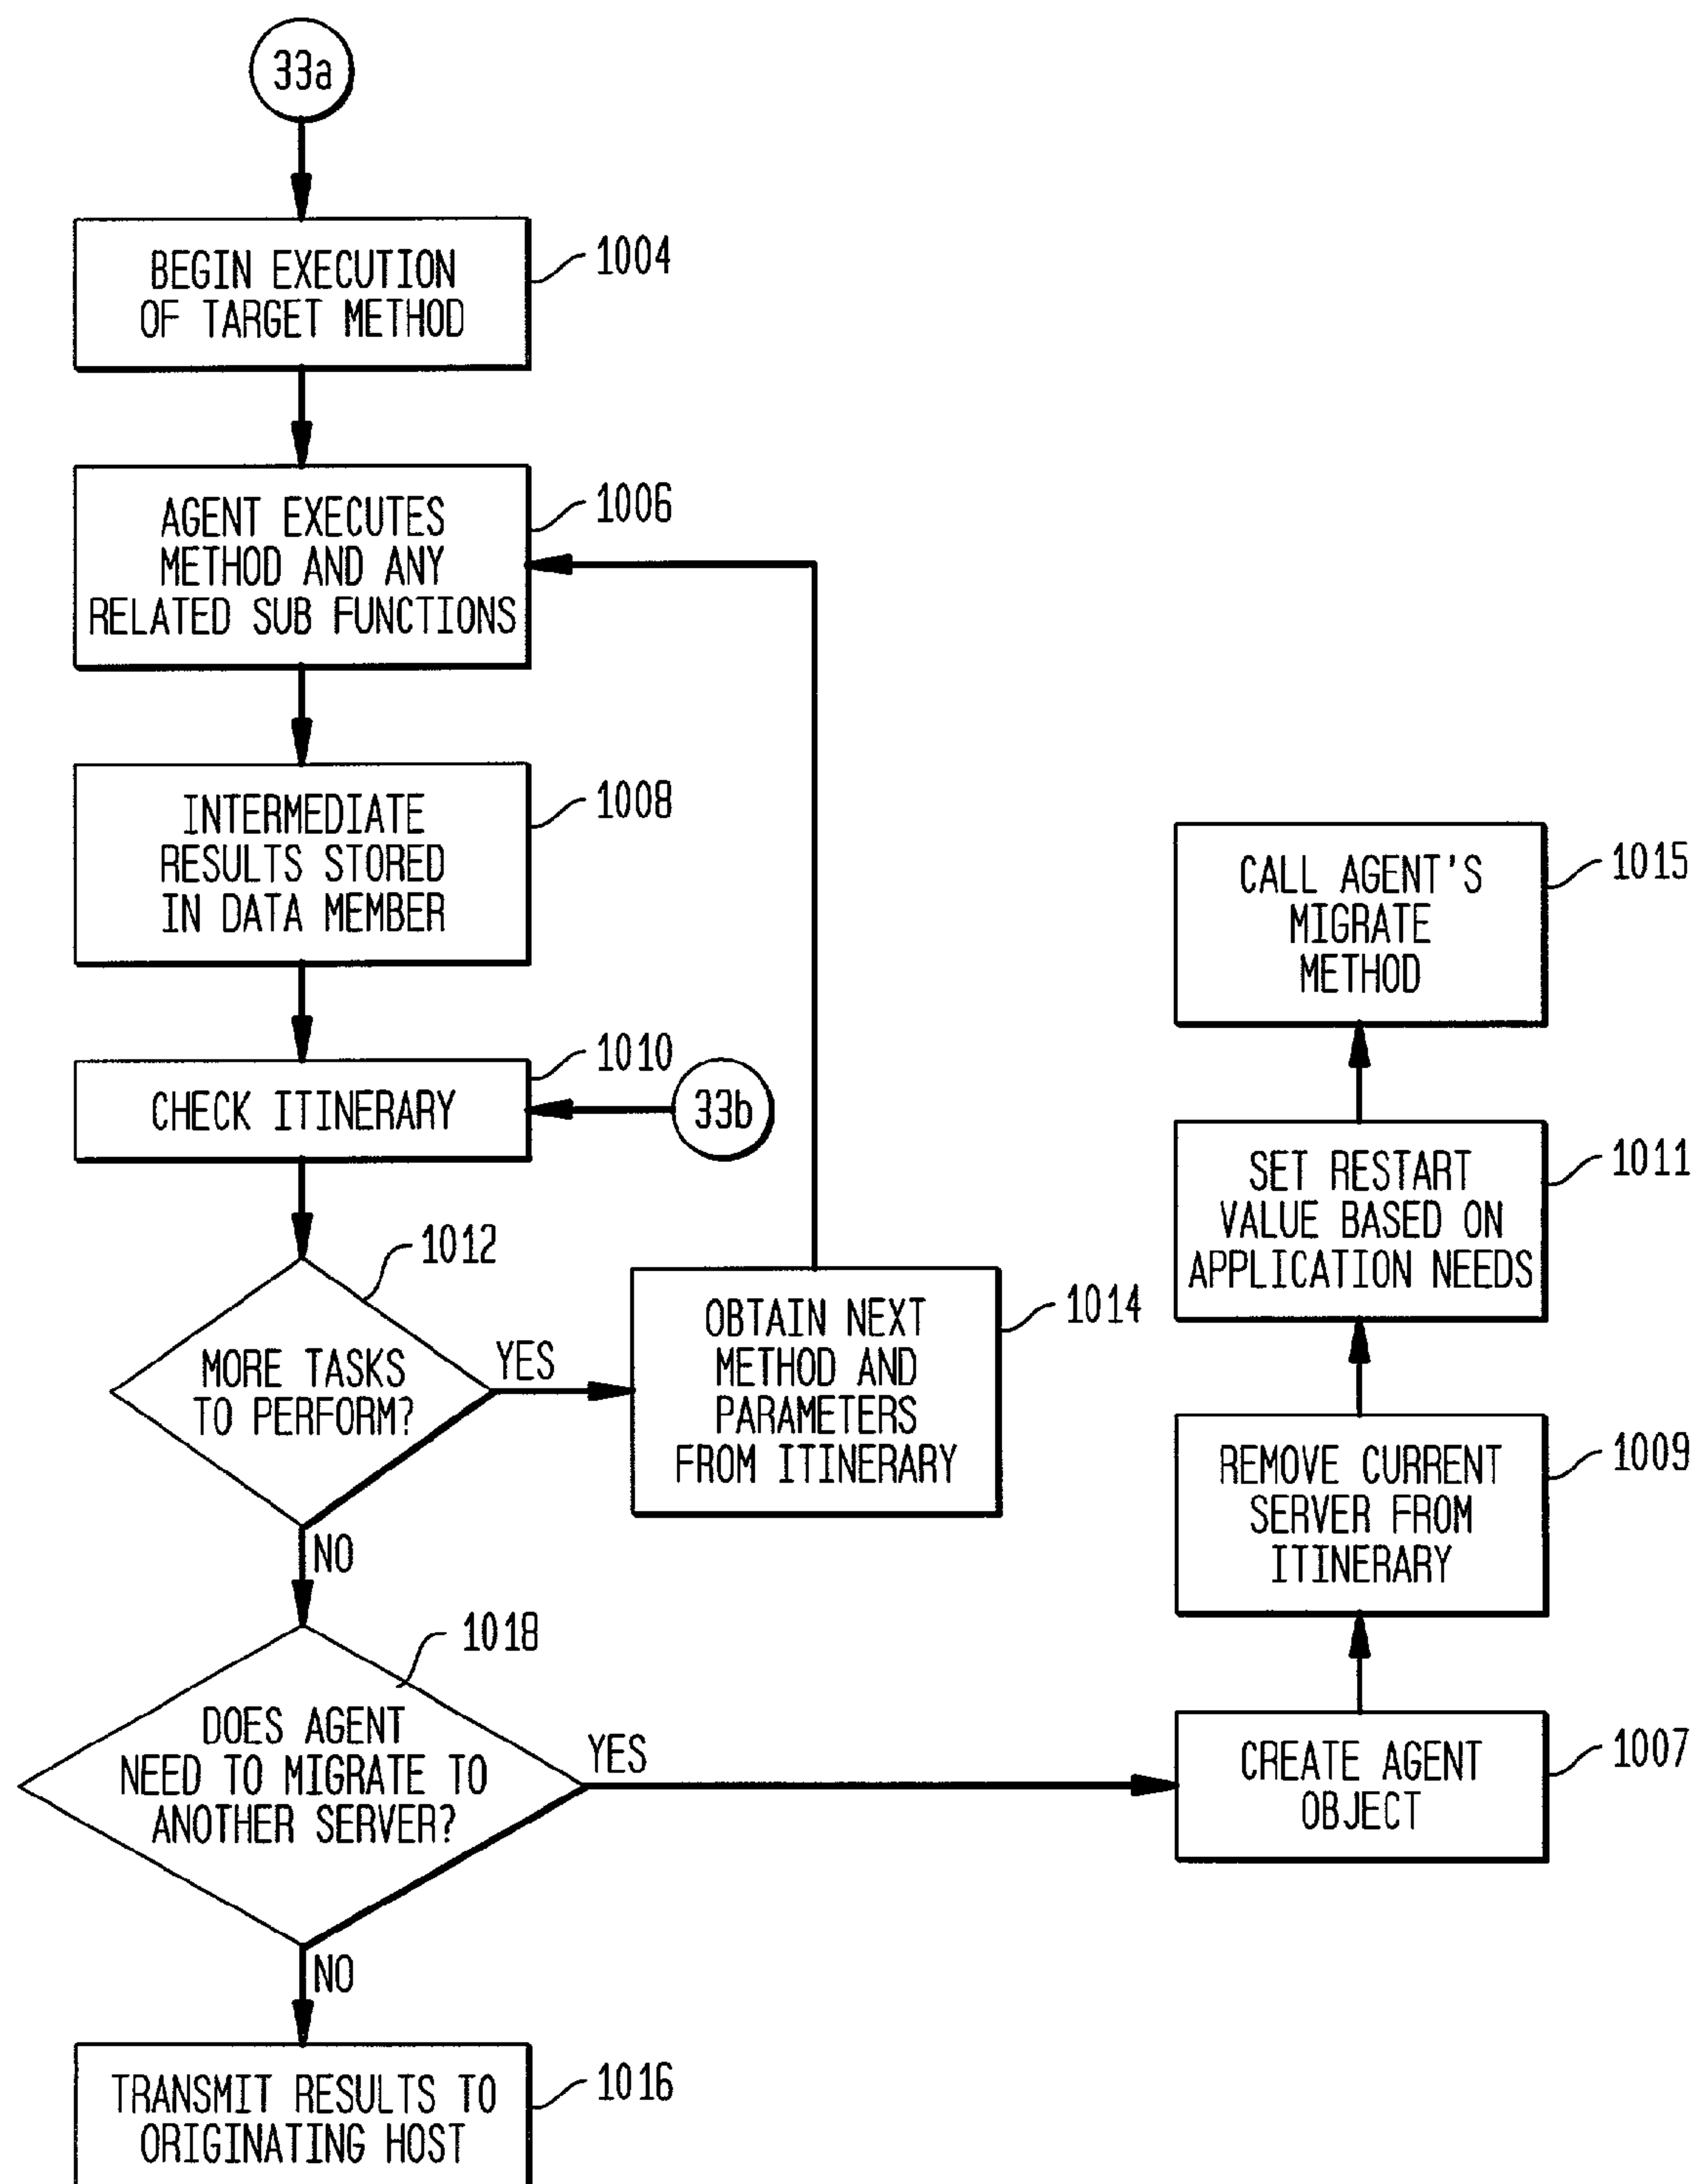 33a
BEGIN EXECUTION
OF TARGET METHOD
1004
AGENT EXECUTES
METHOD AND ANY
RELATED SUB FUNCTIONS
1006
INTERMEDIATE
RESULTS STORED
IN DATA MEMBER
1008
CHECK ITINERARY
1010
33b
MORE TASKS
TO PERFORM?
1012
YES
NO
OBTAIN NEXT
METHOD AND
PARAMETERS
FROM ITINERARY
1014
DOES AGENT
NEED TO MIGRATE TO
ANOTHER SERVER?
1018
YES
NO
TRANSMIT RESULTS TO
ORIGINATING HOST
1016
CALL AGENT'S
MIGRATE
METHOD
1015
SET RESTART
VALUE BASED ON
APPLICATION NEEDS
1011
REMOVE CURRENT
SERVER FROM
ITINERARY
1009
CREATE AGENT
OBJECT
1007